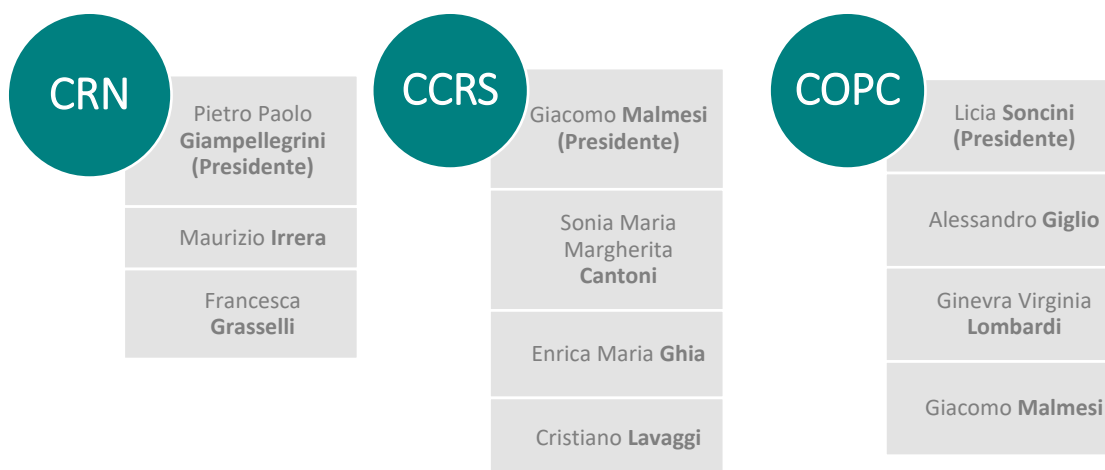 CRN
Pietro Paolo
Giampellegrini
(Presidente)
Maurizio Irrera
Francesca
Grasselli
CCRS
Giacomo Malmesi
(Presidente)
Sonia Maria
Margherita
Cantoni
Enrica Maria Ghia
Cristiano Lavaggi
COPC
Licia Soncini
(Presidente)
Alessandro Giglio
Ginevra Virginia
Lombardi
Giacomo Malmesi